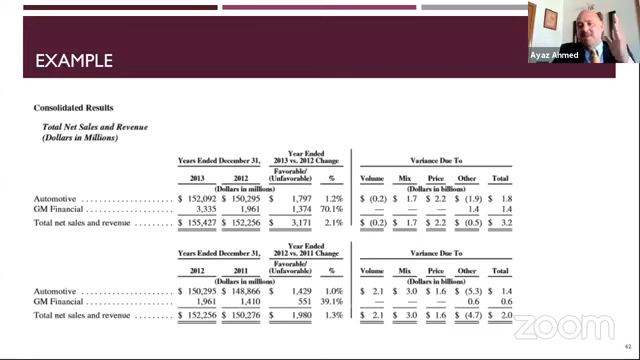 EXAMPLE
Ayaz Ahmed
Consolidated Results
Total Net Sales and Revenue
(Dollars in Millions)
Years Ended December 31, Year Ended 2013 vs. 2012 Change Variance Due To
2013 2012 Favorable/ (Unfavorable) % Volume Mix Price Other Total
(Dollars in millions) (Dollars in billions)
Automotive . . . . . . . . . . . . . . . . . . . . $ 152,092 $ 150,295 $ 1,797 1.2% $ (0.2) $ 1.7 $ 2.2 $ (1.9) $ 1.8
GM Financial . . . . . . . . . . . . . . . . . . 3,335 1,961 1,374 70.1% — — — 1.4 1.4
Total net sales and revenue . . . . . . . . $ 155,427 $ 152,256 $ 3,171 2.1% $ (0.2) $ 1.7 $ 2.2 $ (0.5) $ 3.2
Years Ended December 31, Year Ended 2012 vs. 2011 Change Variance Due To
2012 2011 Favorable/ (Unfavorable) % Volume Mix Price Other Total
(Dollars in millions) (Dollars in billions)
Automotive . . . . . . . . . . . . . . . . . . . . $ 150,295 $ 148,866 $ 1,429 1.0% $ 2.1 $ 3.0 $ 1.6 $ (5.3) $ 1.4
GM Financial . . . . . . . . . . . . . . . . . . 1,961 1,410 551 39.1% — — — 0.6 0.6
Total net sales and revenue . . . . . . . . $ 152,256 $ 150,276 $ 1,980 1.3% $ 2.1 $ 3.0 $ 1.6 $ (4.7) $ 2.0
zoom
62